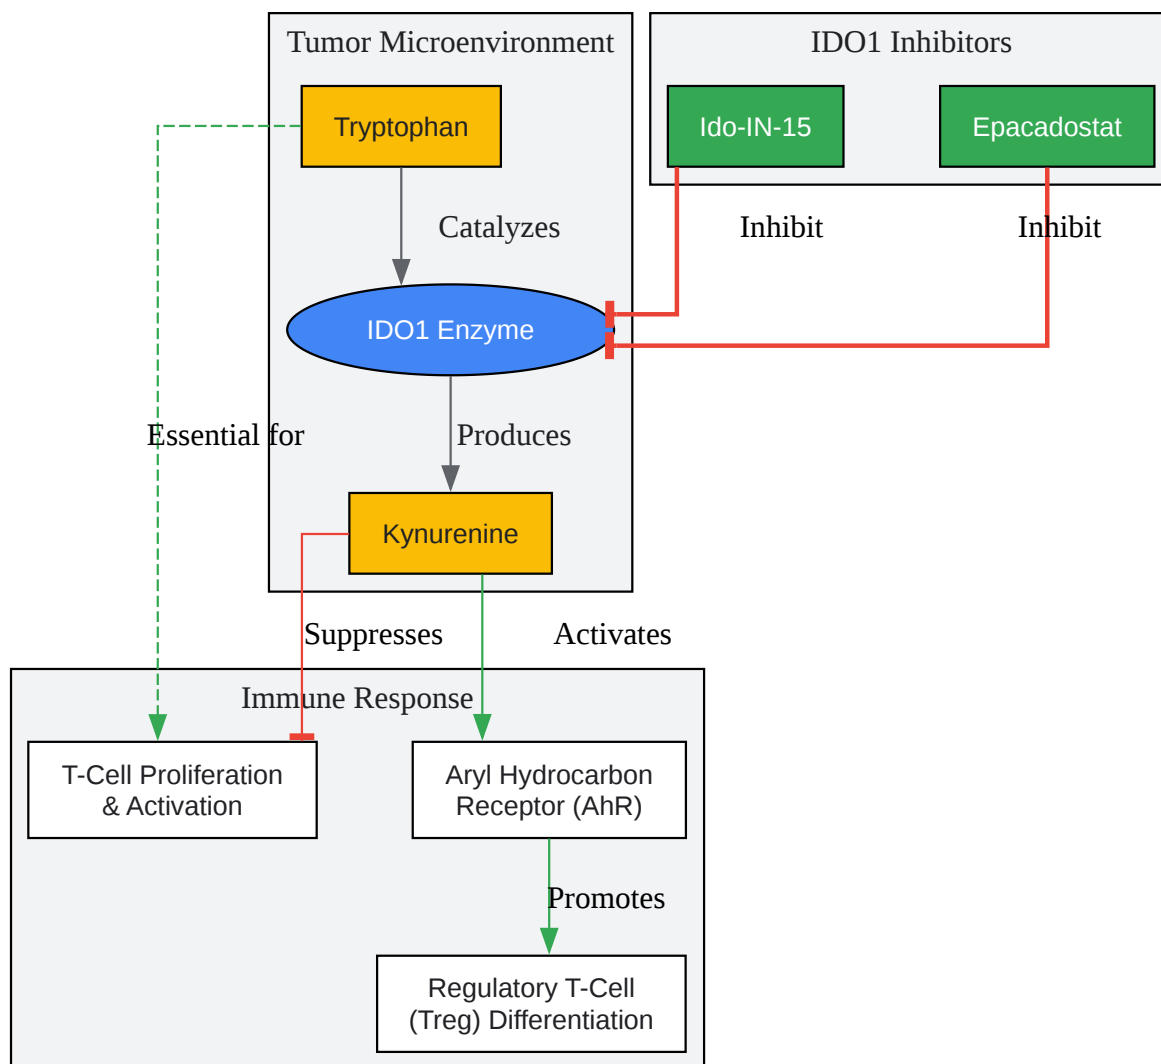 Tumor Microenvironment
IDO1 Inhibitors
Tryptophan
Ido-IN-15
Epacadostat
Catalyzes
Inhibit
Inhibit
IDO1 Enzyme
Essential for
Produces
Kynurenine
Suppresses
Activates
Immune Response
T-Cell Proliferation
& Activation
Aryl Hydrocarbon
Receptor (AhR)
Promotes
Regulatory T-Cell
(Treg) Differentiation